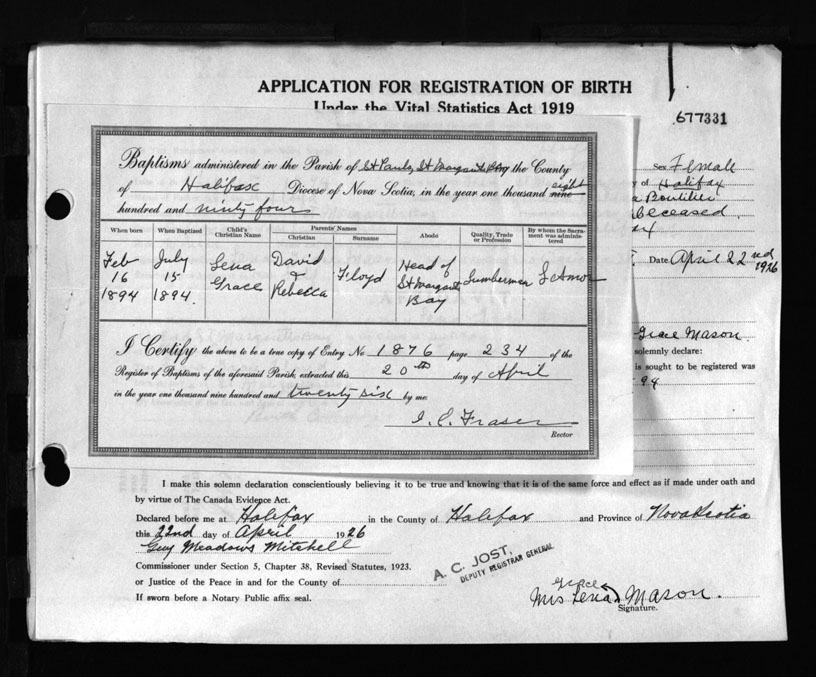 APPLICATION FOR REGISTRATION OF BIRTH
Under the Vital Statistics Act 1919
677331
Baptisms administered in the Parish of St Pauls, St Margarets Bay the County
of Halifax Diocese of Nova Scotia, in the year one thousand eight nine
hundred and ninety four
When born When Baptized Child's Christian Name Parents' Names Christian Surname Abode Quality, Trade or Profession By whom the Sacrament was administered
Feb 16 1894 July 15 1894. Lena Grace David + Rebecca Floyd Head of St Margarets Bay Lumberman
I Certify the above to be a true copy of Entry No 1876 page 234 of the
Register of Baptisms of the aforesaid Parish, extracted this 20th day of April
in the year one thousand nine hundred and twenty six by me:
I. C. Fraser
Rector
Sex Female
of Halifax
Boutilier
Deceased
Date April 22nd 1926
Grace Mason
solemnly declare:
is sought to be registered was
94
I make this solemn declaration conscientiously believing it to be true and knowing that it is of the same force and effect as if made under oath and
by virtue of The Canada Evidence Act.
Declared before me at Halifax in the County of Halifax and Province of Nova Scotia
this 22nd day of April 1926
Guy Meadows Mitchell
Commissioner under Section 5, Chapter 38, Revised Statutes, 1923.
or Justice of the Peace in and for the County of
If sworn before a Notary Public affix seal.
A. C. JOST,
DEPUTY REGISTRAR GENERAL
Grace
Mrs Lena Mason.
Signature.